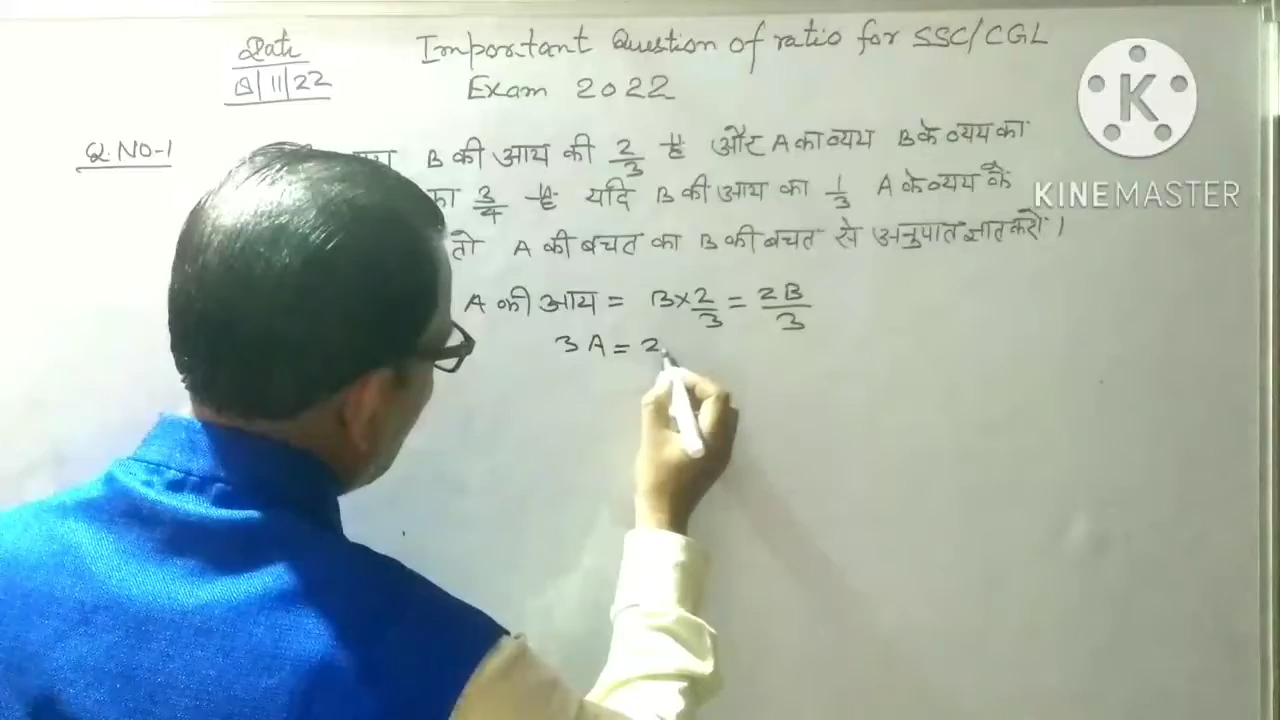 Date
Important Question of ratio for SSC/CGL
8/11/22
Exam 2022
K
KINEMASTER
Q.NO-1
B की आय की 2/3 है और A का व्यय B के व्यय का
का 3/4 है यदि B की आय का 1/3 A के व्यय के
तो A की बचत का B की बचत से अनुपात ज्ञात करो ।
A की आय = B×2/3 = 2B/3
3A = 2